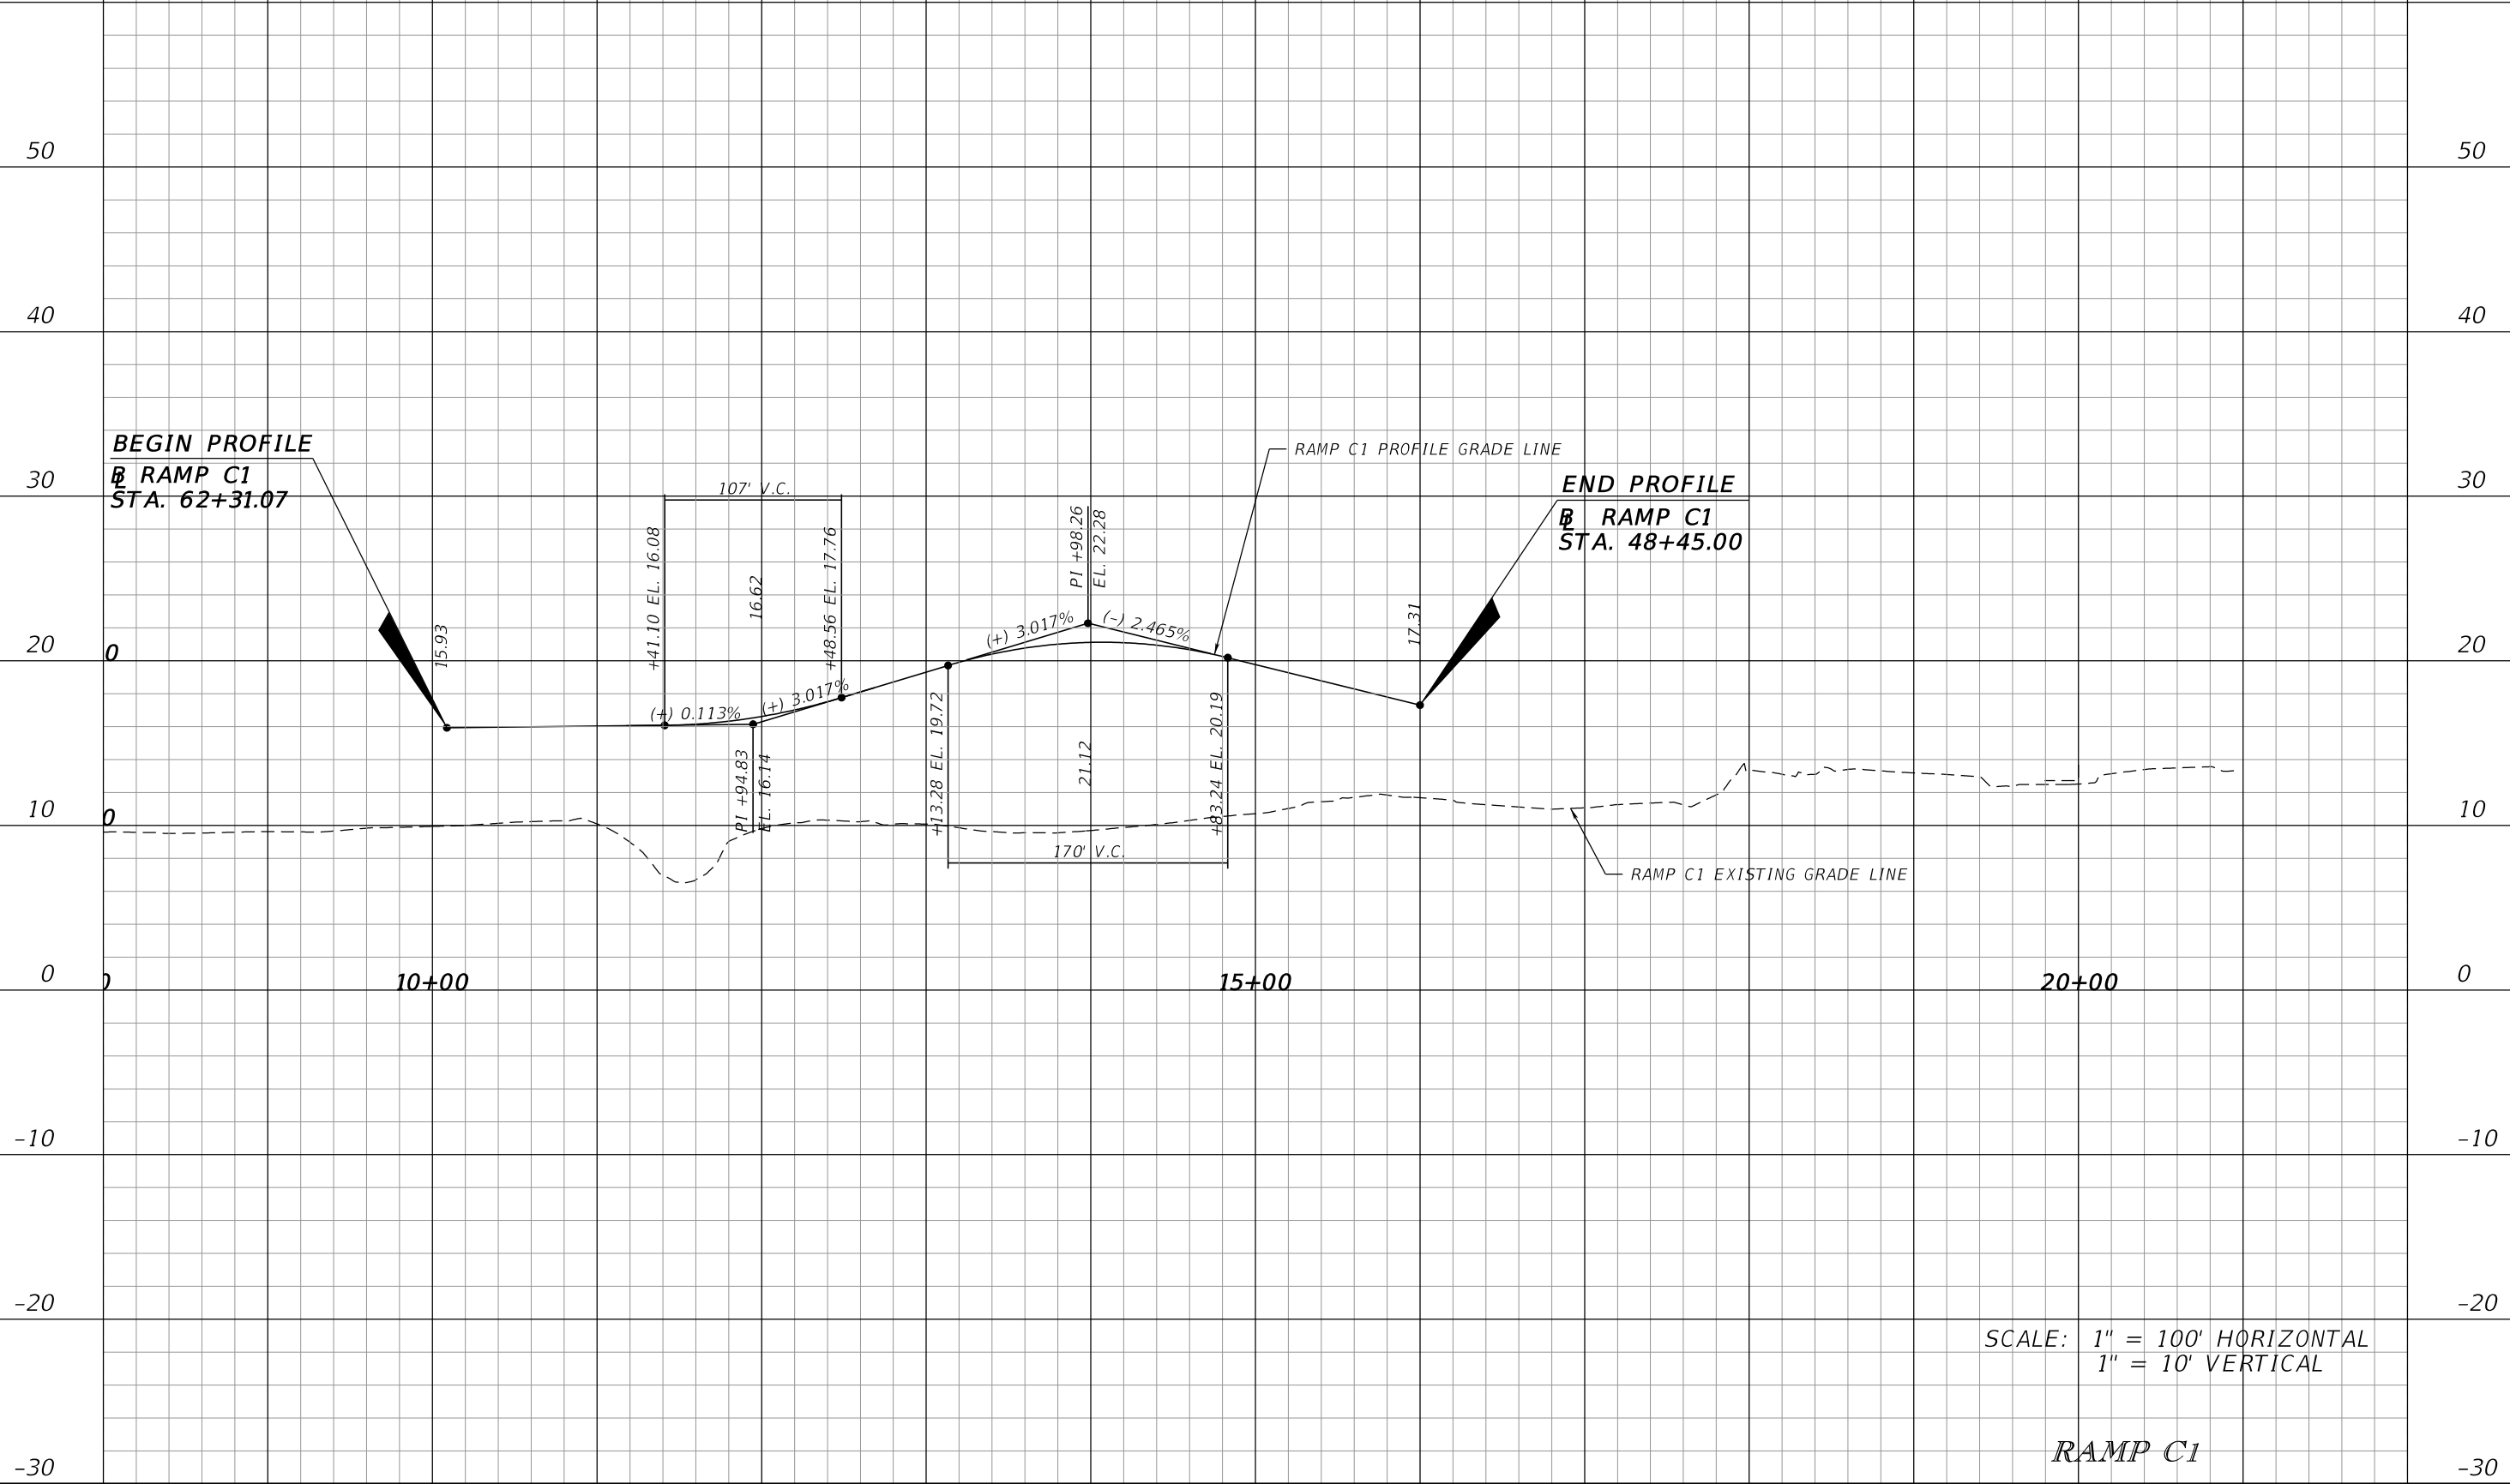 50
50
40
40
BEGIN PROFILE
BL RAMP C1
STA. 62+31.07
RAMP C1 PROFILE GRADE LINE
END PROFILE
BL RAMP C1
STA. 48+45.00
30
30
107' V.C.
+41.10 EL. 16.08
16.62
+48.56 EL. 17.76
PI +98.26
EL. 22.28
(+) 3.017%
(-) 2.465%
17.31
15.93
20
0
20
(+) 0.113%
(+) 3.017%
PI +94.83
EL. 16.14
+13.28 EL. 19.72
21.12
+83.24 EL. 20.19
10
0
10
170' V.C.
RAMP C1 EXISTING GRADE LINE
0
0
10+00
15+00
20+00
0
-10
-10
-20
-20
SCALE: 1" = 100' HORIZONTAL
1" = 10' VERTICAL
RAMP C1
-30
-30